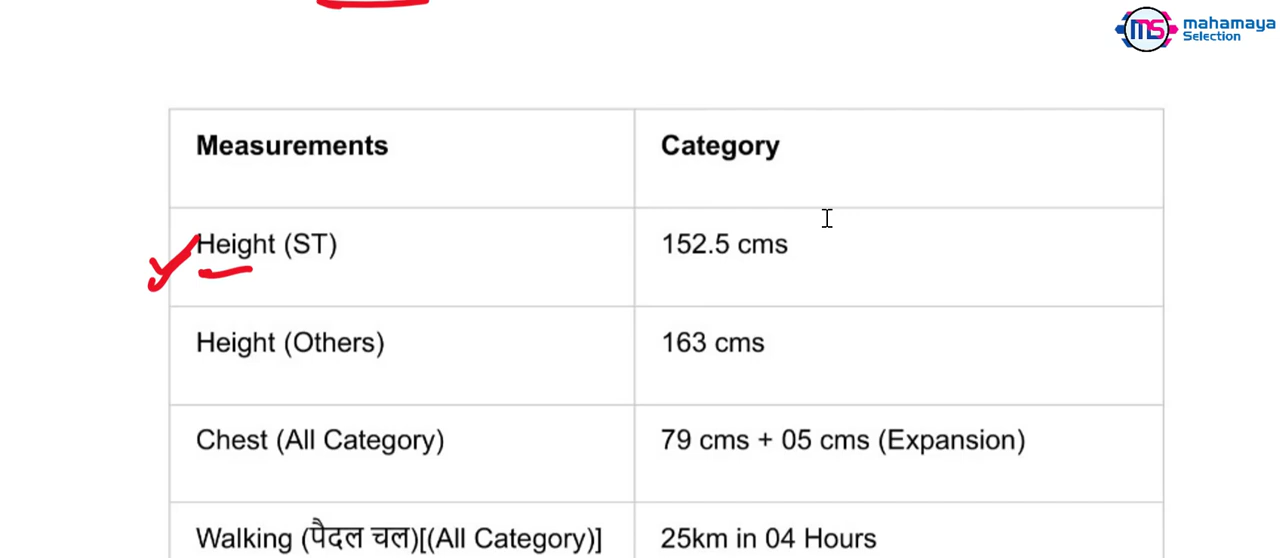 MS mahamaya
Selection
Measurements Category
Height (ST) 152.5 cms
Height (Others) 163 cms
Chest (All Category) 79 cms + 05 cms (Expansion)
Walking (पैदल चल)[(All Category)] 25km in 04 Hours